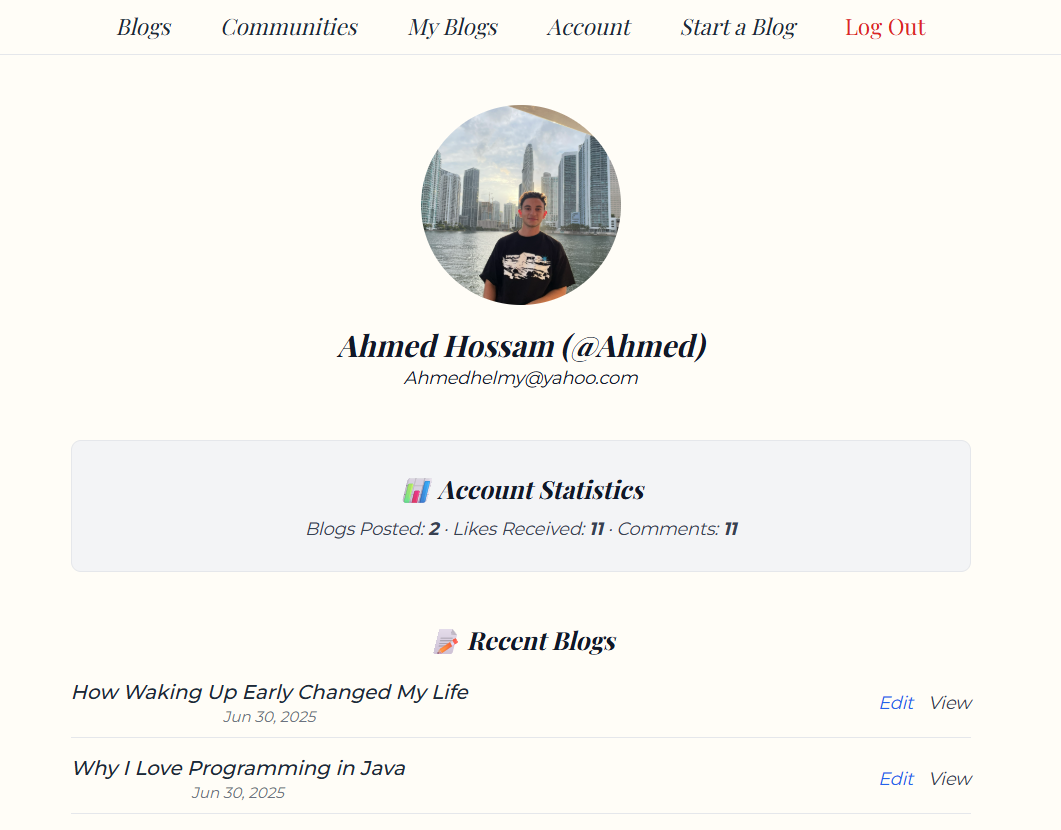 Blogs Communities My Blogs Account Start a Blog Log Out
Ahmed Hossam (@Ahmed)
Ahmedhelmy@yahoo.com
📊 Account Statistics
Blogs Posted: 2 · Likes Received: 11 · Comments: 11
📝 Recent Blogs
How Waking Up Early Changed My Life
Jun 30, 2025
Edit View
Why I Love Programming in Java
Jun 30, 2025
Edit View